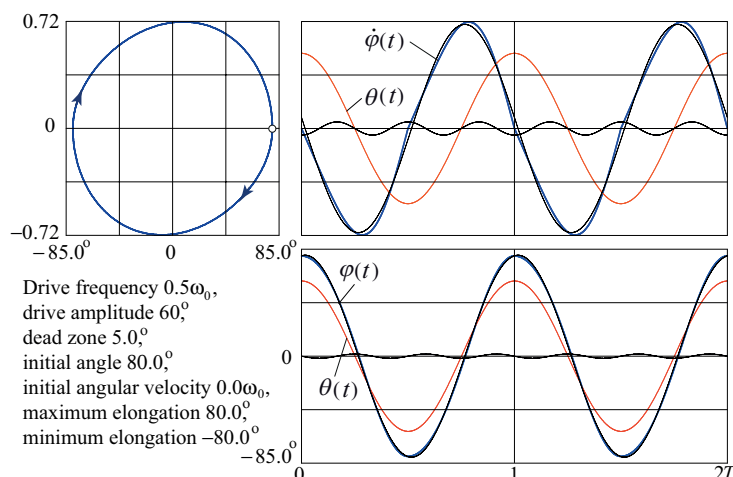 0.72
0
−0.72
−85.0°
0
85.0°
φ̇(t)
θ(t)
φ(t)
θ(t)
0
−85.0°
0
1
2T
Drive frequency 0.5ω₀,
drive amplitude 60°,
dead zone 5.0°,
initial angle 80.0°,
initial angular velocity 0.0ω₀,
maximum elongation 80.0°,
minimum elongation −80.0°